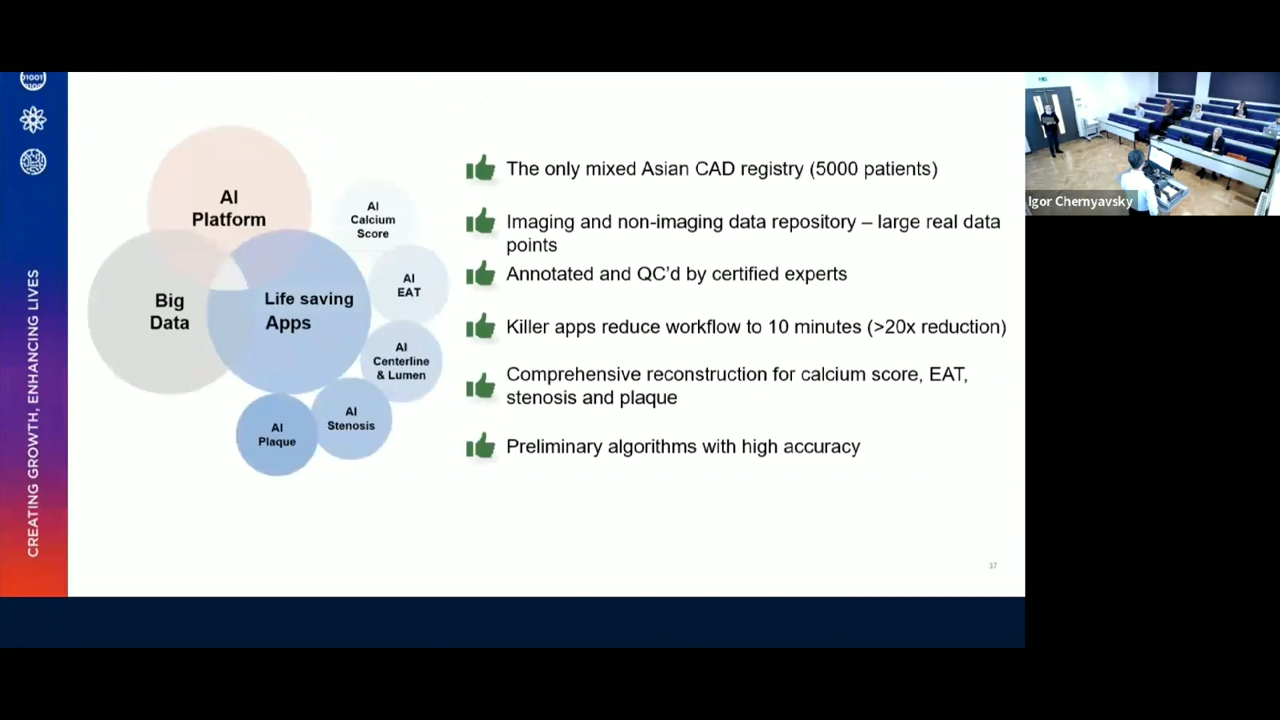 01001
0100
CREATING GROWTH, ENHANCING LIVES
AI
Platform
Big
Data
Life saving
Apps
AI
Calcium
Score
AI
EAT
AI
Centerline
& Lumen
AI
Stenosis
AI
Plaque
The only mixed Asian CAD registry (5000 patients)
Imaging and non-imaging data repository – large real data
points
Annotated and QC'd by certified experts
Killer apps reduce workflow to 10 minutes (>20x reduction)
Comprehensive reconstruction for calcium score, EAT,
stenosis and plaque
Preliminary algorithms with high accuracy
37
Igor Chernyavsky